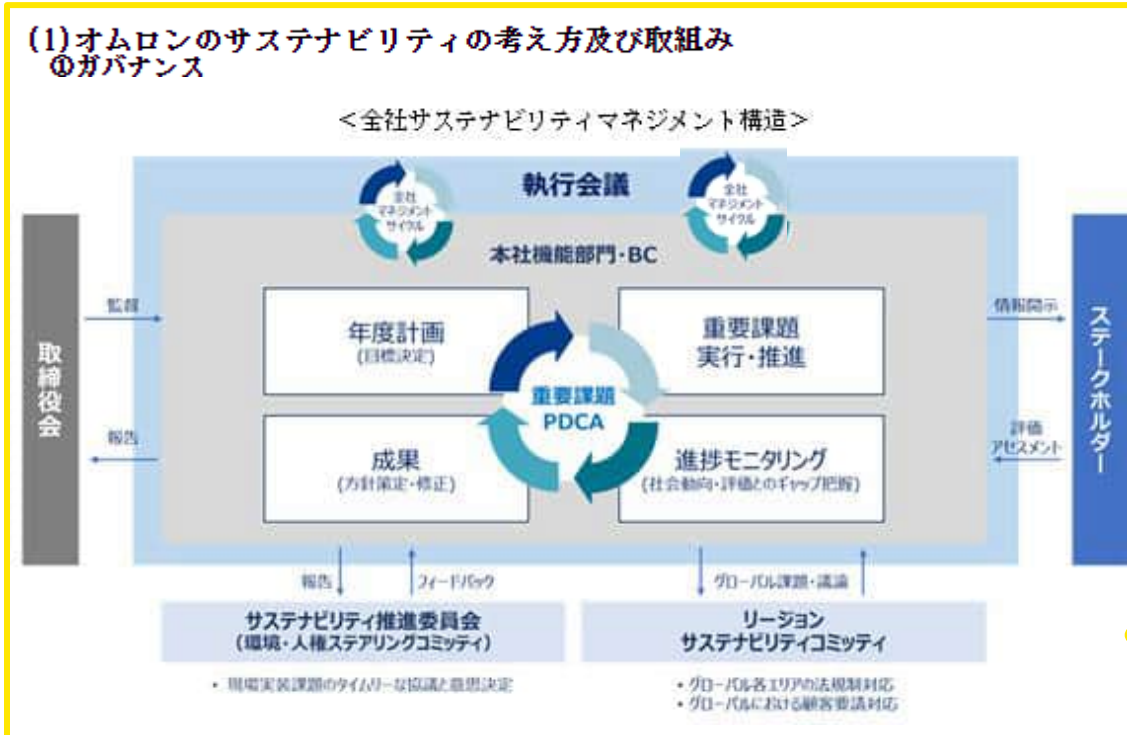 (1)オムロンのサステナビリティの考え方及び取組み
①ガバナンス
＜全社サステナビリティマネジメント構造＞
執行会議
全社
マネジメント
サイクル
全社
マネジメント
サイクル
本社機能部門・BC
取締役会
監督
報告
年度計画
(目標決定)
重要課題
実行・推進
重要課題
PDCA
成果
(方針策定・修正)
進捗モニタリング
(社会動向・評価とのギャップ把握)
情報開示
評価
アセスメント
ステークホルダー
報告
フィードバック
グローバル課題・議論
サステナビリティ推進委員会
(環境・人権ステアリングコミッティ)
・現場実装課題のタイムリーな協議と意思決定
リージョン
サステナビリティコミッティ
・グローバル各エリアの法規制対応
・グローバルにおける顧客要請対応